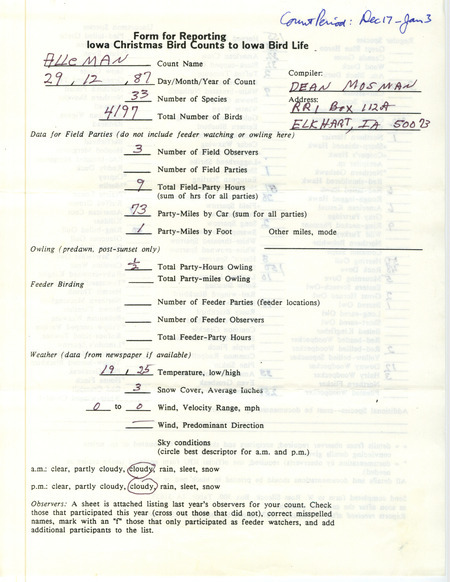 Count Period: Dec 17 - Jan 3
Form for Reporting
Iowa Christmas Bird Counts to Iowa Bird Life
ALLEMAN Count Name
29, 12, 87 Day/Month/Year of Count
33 Number of Species
4197 Total Number of Birds
Compiler:
DEAN MOSMAN
Address:
RR1 Box 112A
ELKHART, IA 50073
Data for Field Parties (do not include feeder watching or owling here)
3 Number of Field Observers
Number of Field Parties
9 Total Field-Party Hours
(sum of hrs for all parties)
73 Party-Miles by Car (sum for all parties)
1 Party-Miles by Foot Other miles, mode
Owling (predawn, post-sunset only)
1/2 Total Party-Hours Owling
Total Party-miles Owling
Feeder Birding
Number of Feeder Parties (feeder locations)
Number of Feeder Observers
Total Feeder-Party Hours
Weather (data from newspaper if available)
19, 25 Temperature, low/high
3 Snow Cover, Average Inches
0 to 0 Wind, Velocity Range, mph
Wind, Predominant Direction
Sky conditions
(circle best descriptor for a.m. and p.m.)
a.m.: clear, partly cloudy, cloudy, rain, sleet, snow
p.m.: clear, partly cloudy, cloudy, rain, sleet, snow
Observers: A sheet is attached listing last year's observers for your count. Check
those that participated this year (cross out those that did not), correct misspelled
names, mark with an "f" those that only participated as feeder watchers, and add
additional participants to the list.